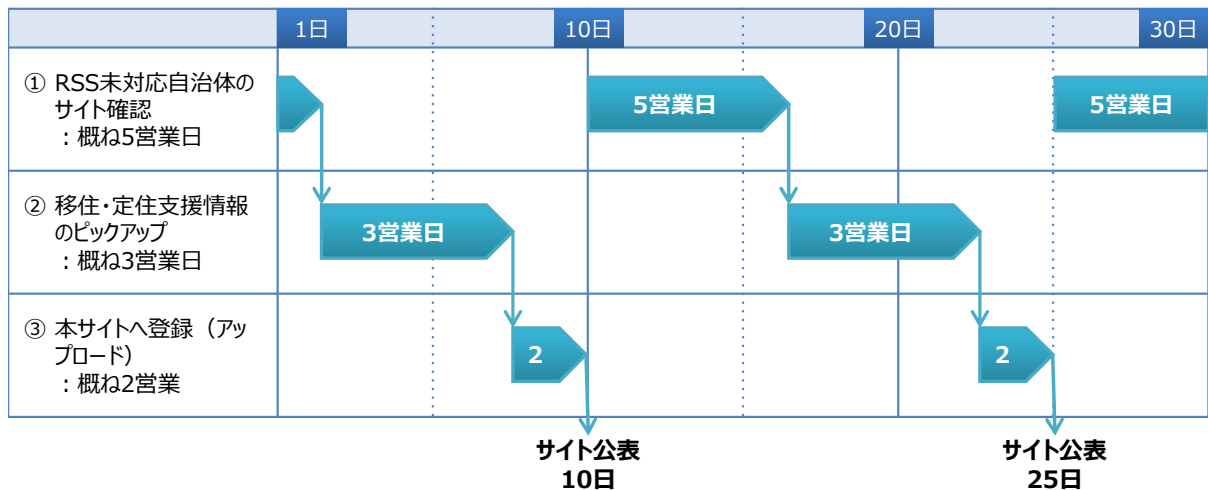 1日
10日
20日
30日
① RSS未対応自治体の
サイト確認
：概ね5営業日
5営業日
5営業日
② 移住・定住支援情報
のピックアップ
：概ね3営業日
3営業日
3営業日
③ 本サイトへ登録（アッ
プロード）
：概ね2営業
2
2
サイト公表
10日
サイト公表
25日